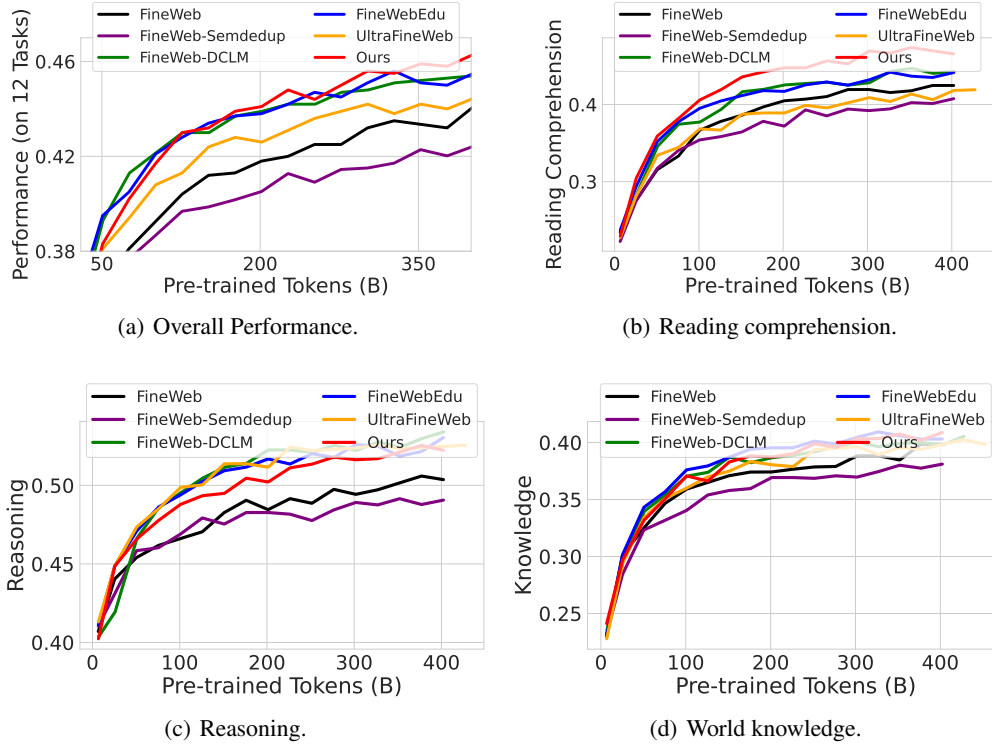 FineWeb
FineWeb-Semdedup
FineWeb-DCLM
FineWebEdu
UltraFineWeb
Ours
Performance (on 12 Tasks)
0.46
0.42
0.38
50
200
350
Pre-trained Tokens (B)
(a) Overall Performance.
FineWeb
FineWeb-Semdedup
FineWeb-DCLM
FineWebEdu
UltraFineWeb
Ours
Reading Comprehension
0.4
0.3
0
100
200
300
400
Pre-trained Tokens (B)
(b) Reading comprehension.
FineWeb
FineWeb-Semdedup
FineWeb-DCLM
FineWebEdu
UltraFineWeb
Ours
Reasoning
0.50
0.45
0.40
0
100
200
300
400
Pre-trained Tokens (B)
(c) Reasoning.
FineWeb
FineWeb-Semdedup
FineWeb-DCLM
FineWebEdu
UltraFineWeb
Ours
Knowledge
0.40
0.35
0.30
0.25
0
100
200
300
400
Pre-trained Tokens (B)
(d) World knowledge.